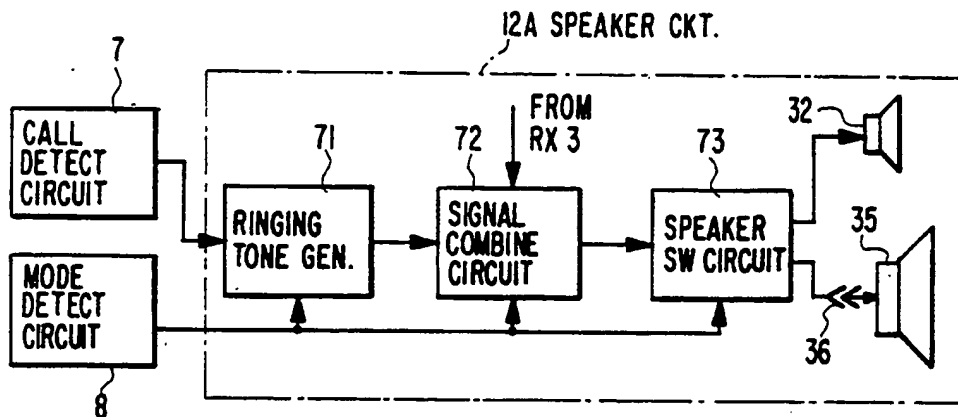 12A SPEAKER CKT.
7
CALL
DETECT
CIRCUIT
71
RINGING
TONE GEN.
FROM
RX 3
72
SIGNAL
COMBINE
CIRCUIT
73
SPEAKER
SW CIRCUIT
32
35
36
MODE
DETECT
CIRCUIT
8